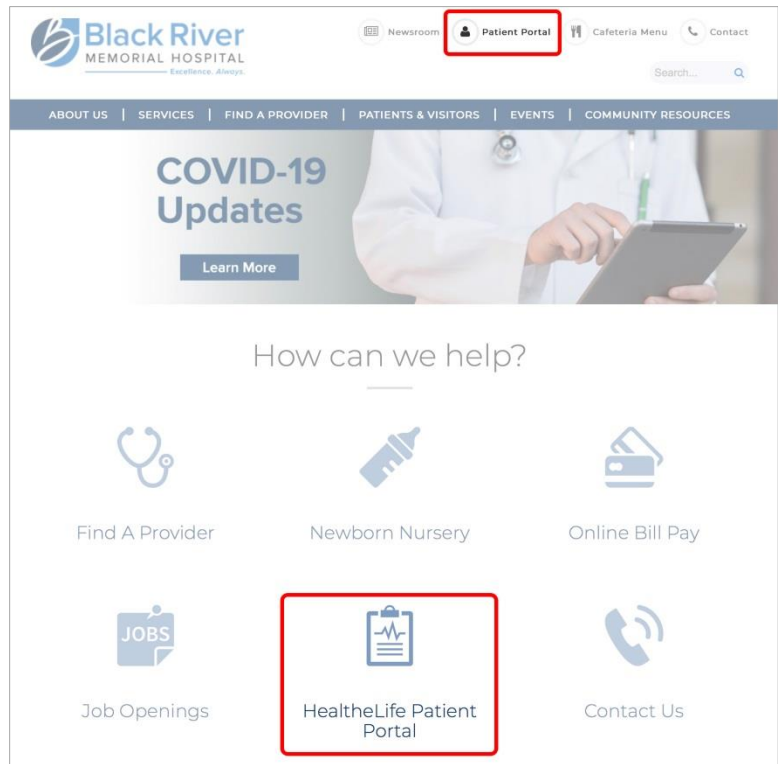 Black River
MEMORIAL HOSPITAL
Excellence. Always.
Newsroom
Patient Portal
Cafeteria Menu
Contact
Search...
ABOUT US | SERVICES | FIND A PROVIDER | PATIENTS & VISITORS | EVENTS | COMMUNITY RESOURCES
COVID-19
Updates
Learn More
How can we help?
Find A Provider
Newborn Nursery
Online Bill Pay
JOBS
Job Openings
HealtheLife Patient
Portal
Contact Us